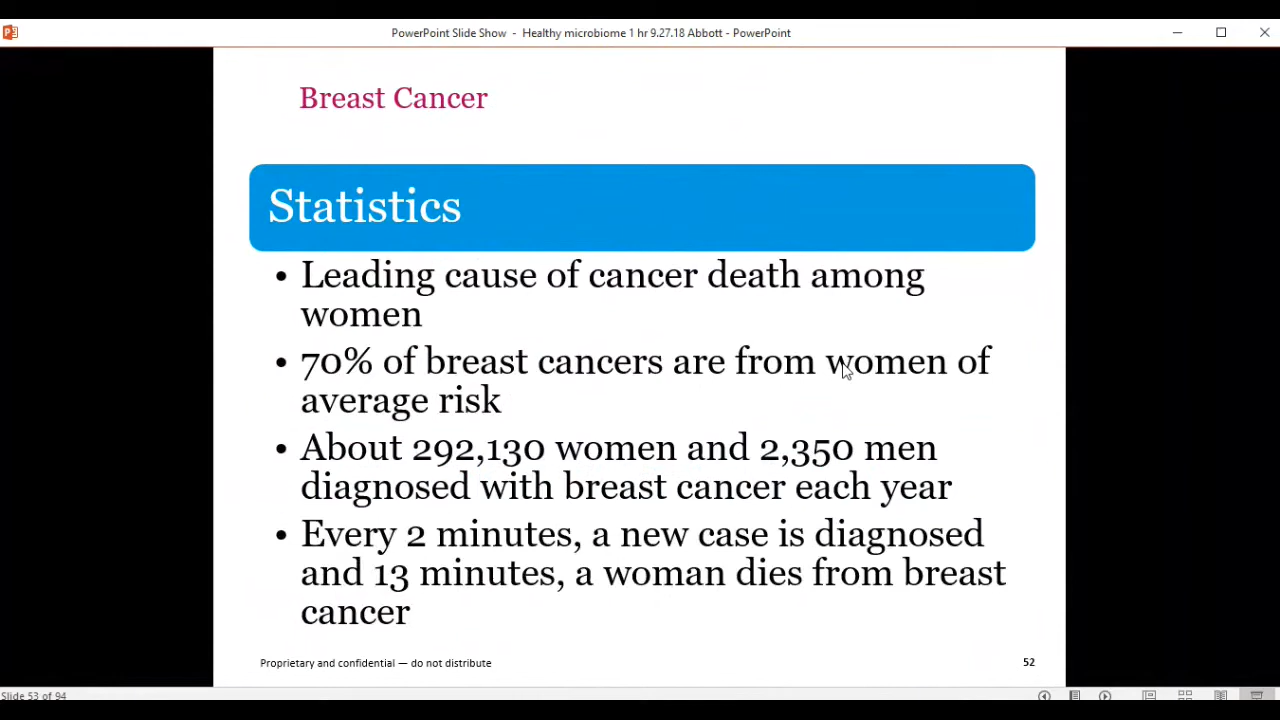 PowerPoint Slide Show - Healthy microbiome 1 hr 9.27.18 Abbott - PowerPoint
Breast Cancer
Statistics
• Leading cause of cancer death among
women
• 70% of breast cancers are from women of
average risk
• About 292,130 women and 2,350 men
diagnosed with breast cancer each year
• Every 2 minutes, a new case is diagnosed
and 13 minutes, a woman dies from breast
cancer
Proprietary and confidential — do not distribute
52
Slide 53 of 94